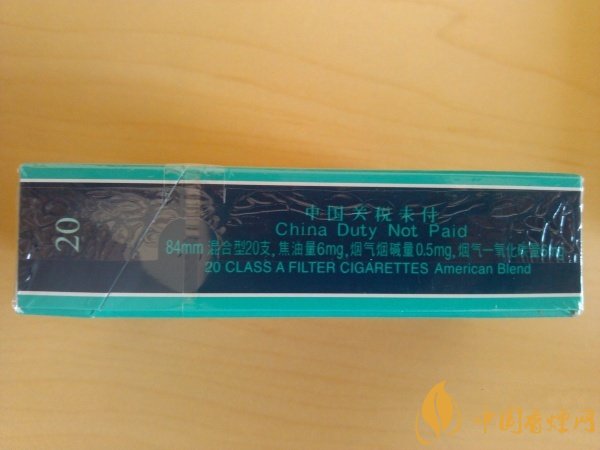 20
中国关税未付
China Duty Not Paid
84mm 混合型20支, 焦油量6mg, 烟气烟碱量0.5mg, 烟气一氧化碳量
20 CLASS A FILTER CIGARETTES American Blend
中国香烟网